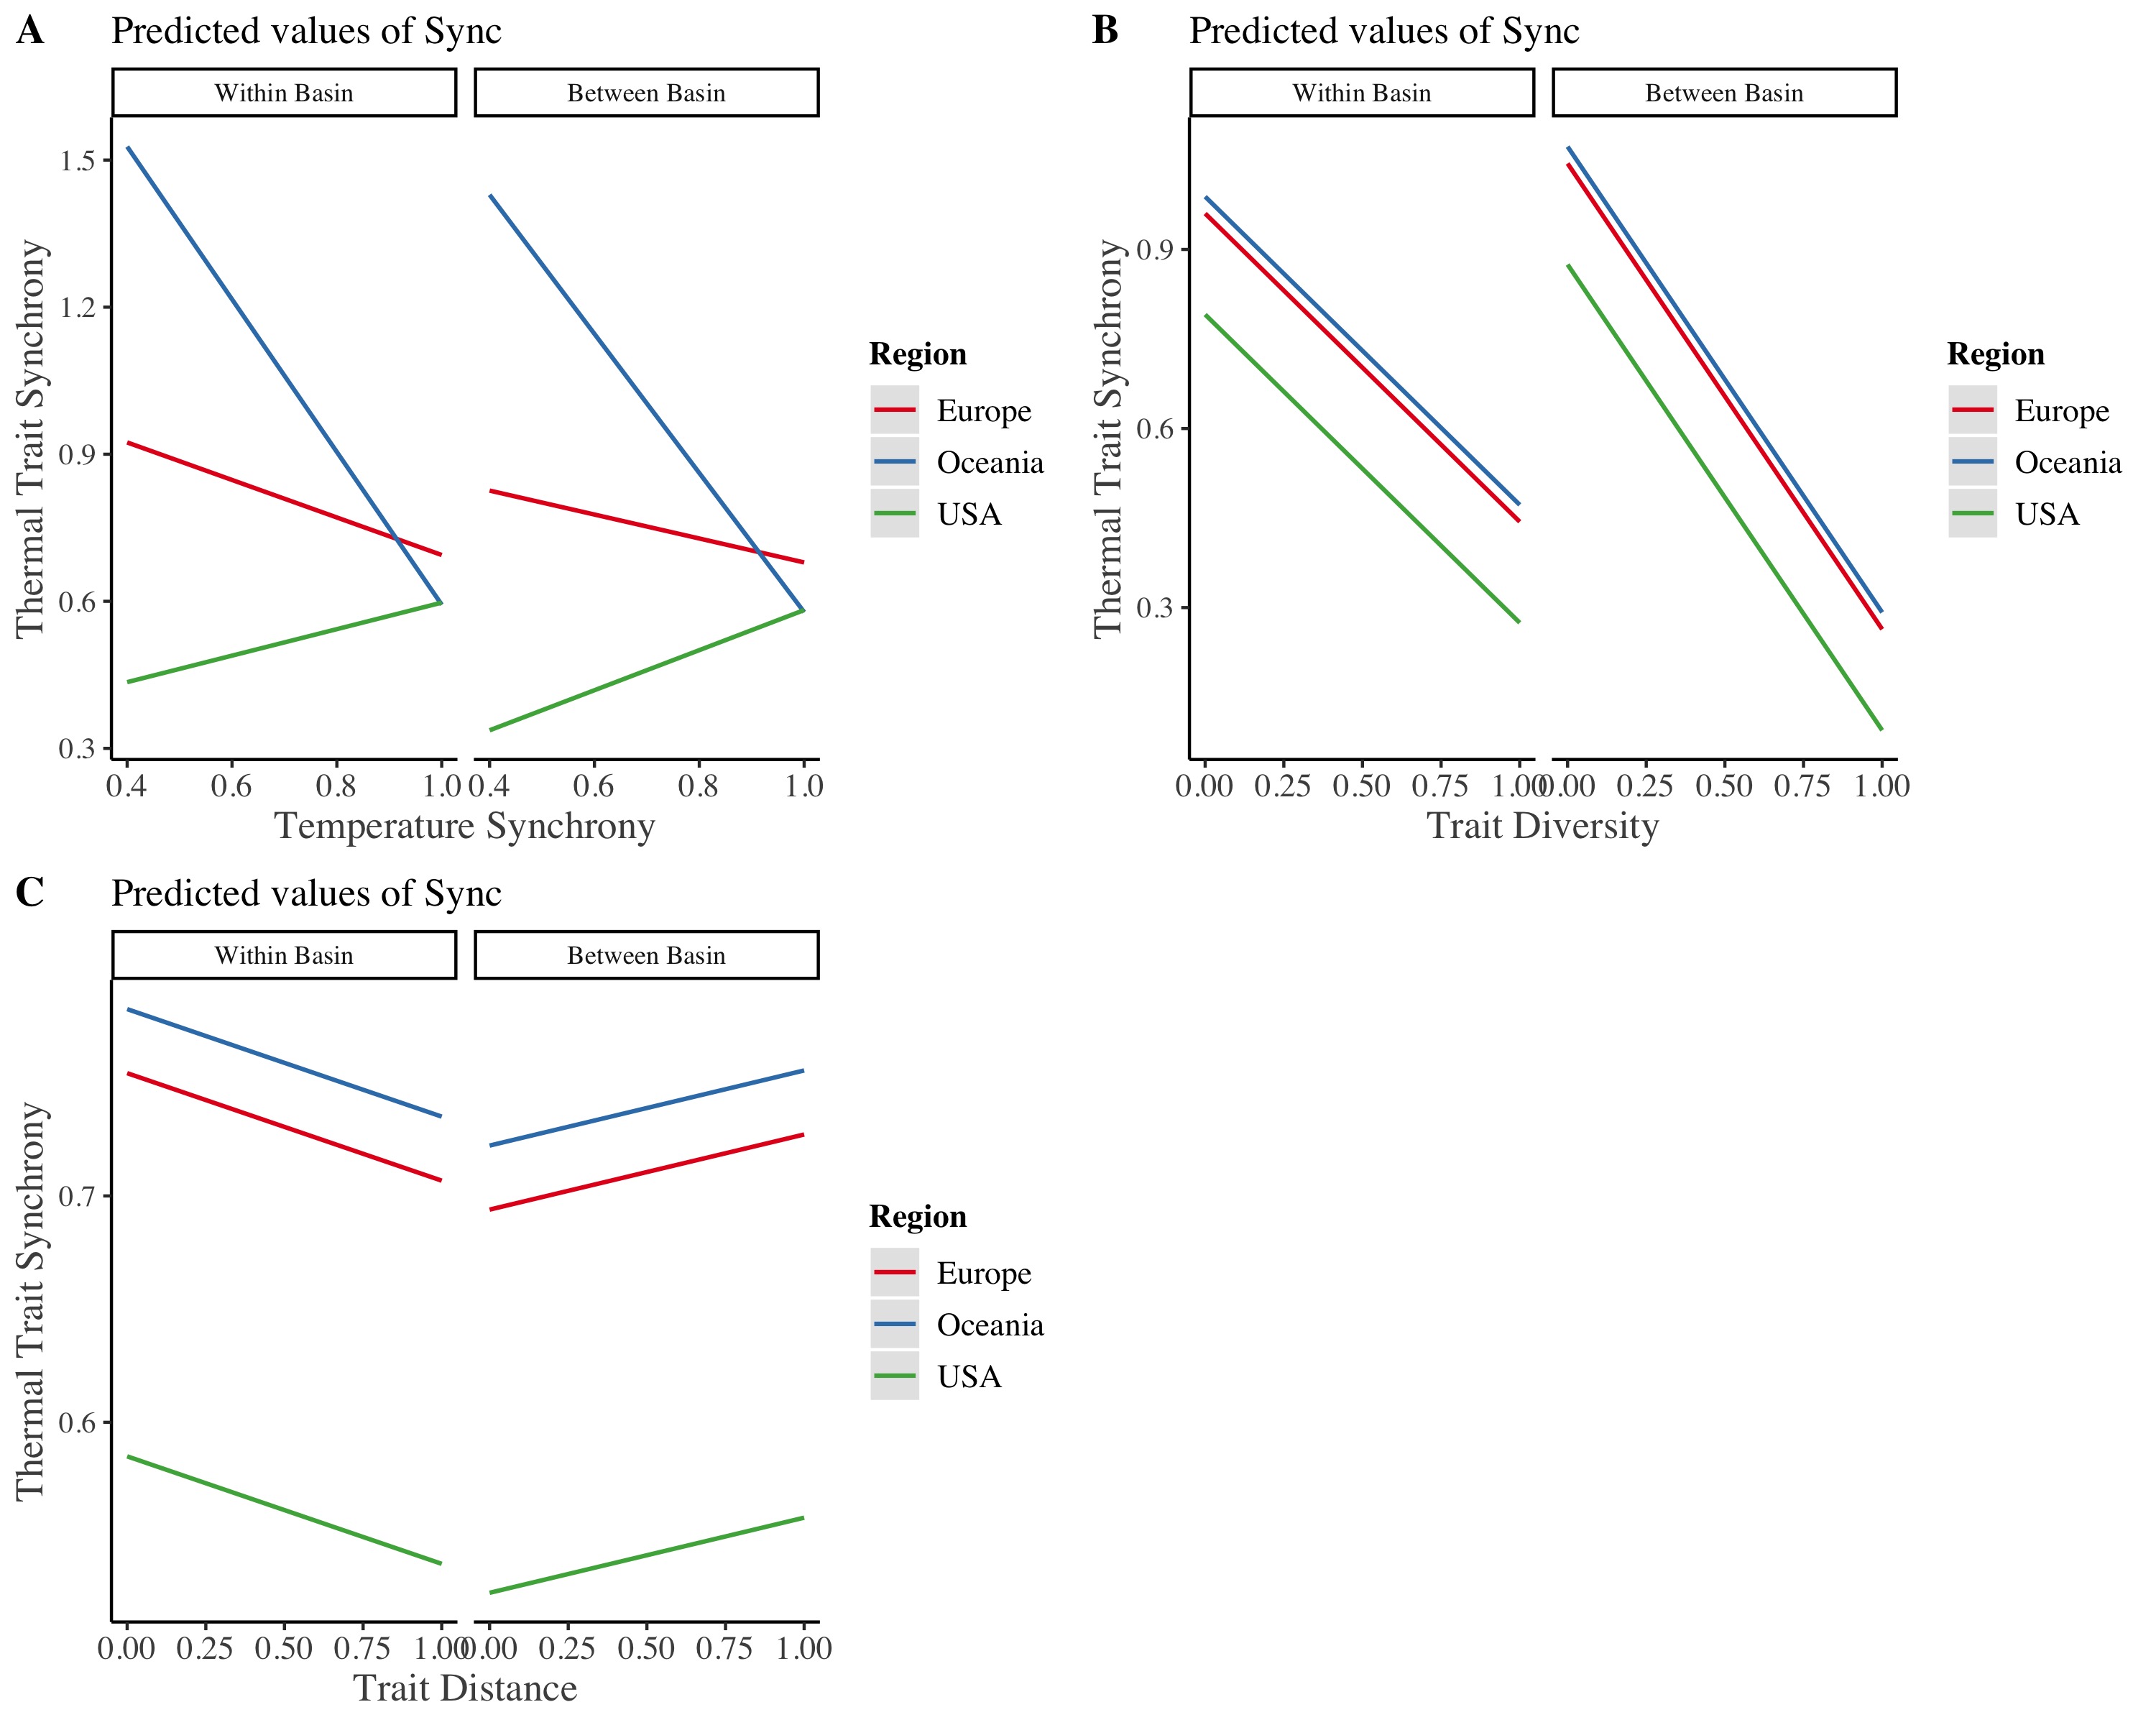 A Predicted values of Sync
Within Basin Between Basin
1.5
1.2
0.9
0.6
0.3
Thermal Trait Synchrony
0.4 0.6 0.8 1.0 0.4 0.6 0.8 1.0
Temperature Synchrony
Region
Europe
Oceania
USA
B Predicted values of Sync
Within Basin Between Basin
0.9
0.6
0.3
Thermal Trait Synchrony
0.00 0.25 0.50 0.75 1.00 0.00 0.25 0.50 0.75 1.00
Trait Diversity
Region
Europe
Oceania
USA
C Predicted values of Sync
Within Basin Between Basin
0.7
0.6
Thermal Trait Synchrony
0.00 0.25 0.50 0.75 1.00 0.00 0.25 0.50 0.75 1.00
Trait Distance
Region
Europe
Oceania
USA